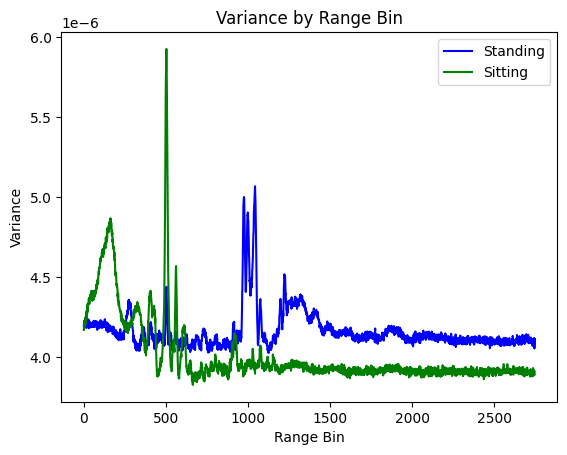 Variance by Range Bin
1e−6
6.0
5.5
5.0
4.5
4.0
Variance
Standing
Sitting
0 500 1000 1500 2000 2500
Range Bin